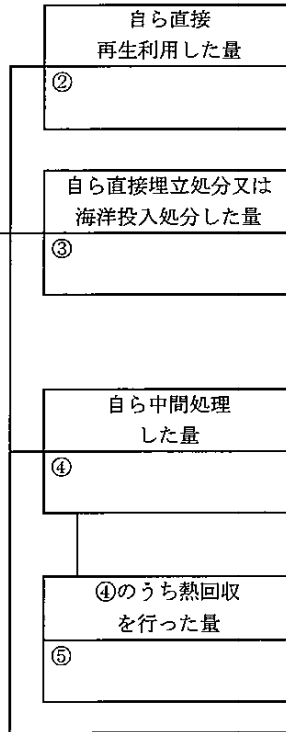 自ら直接
再生利用した量
②
自ら直接埋立処分又は
海洋投入処分した量
③
自ら中間処理
した量
④
④のうち熱回収
を行った量
⑤